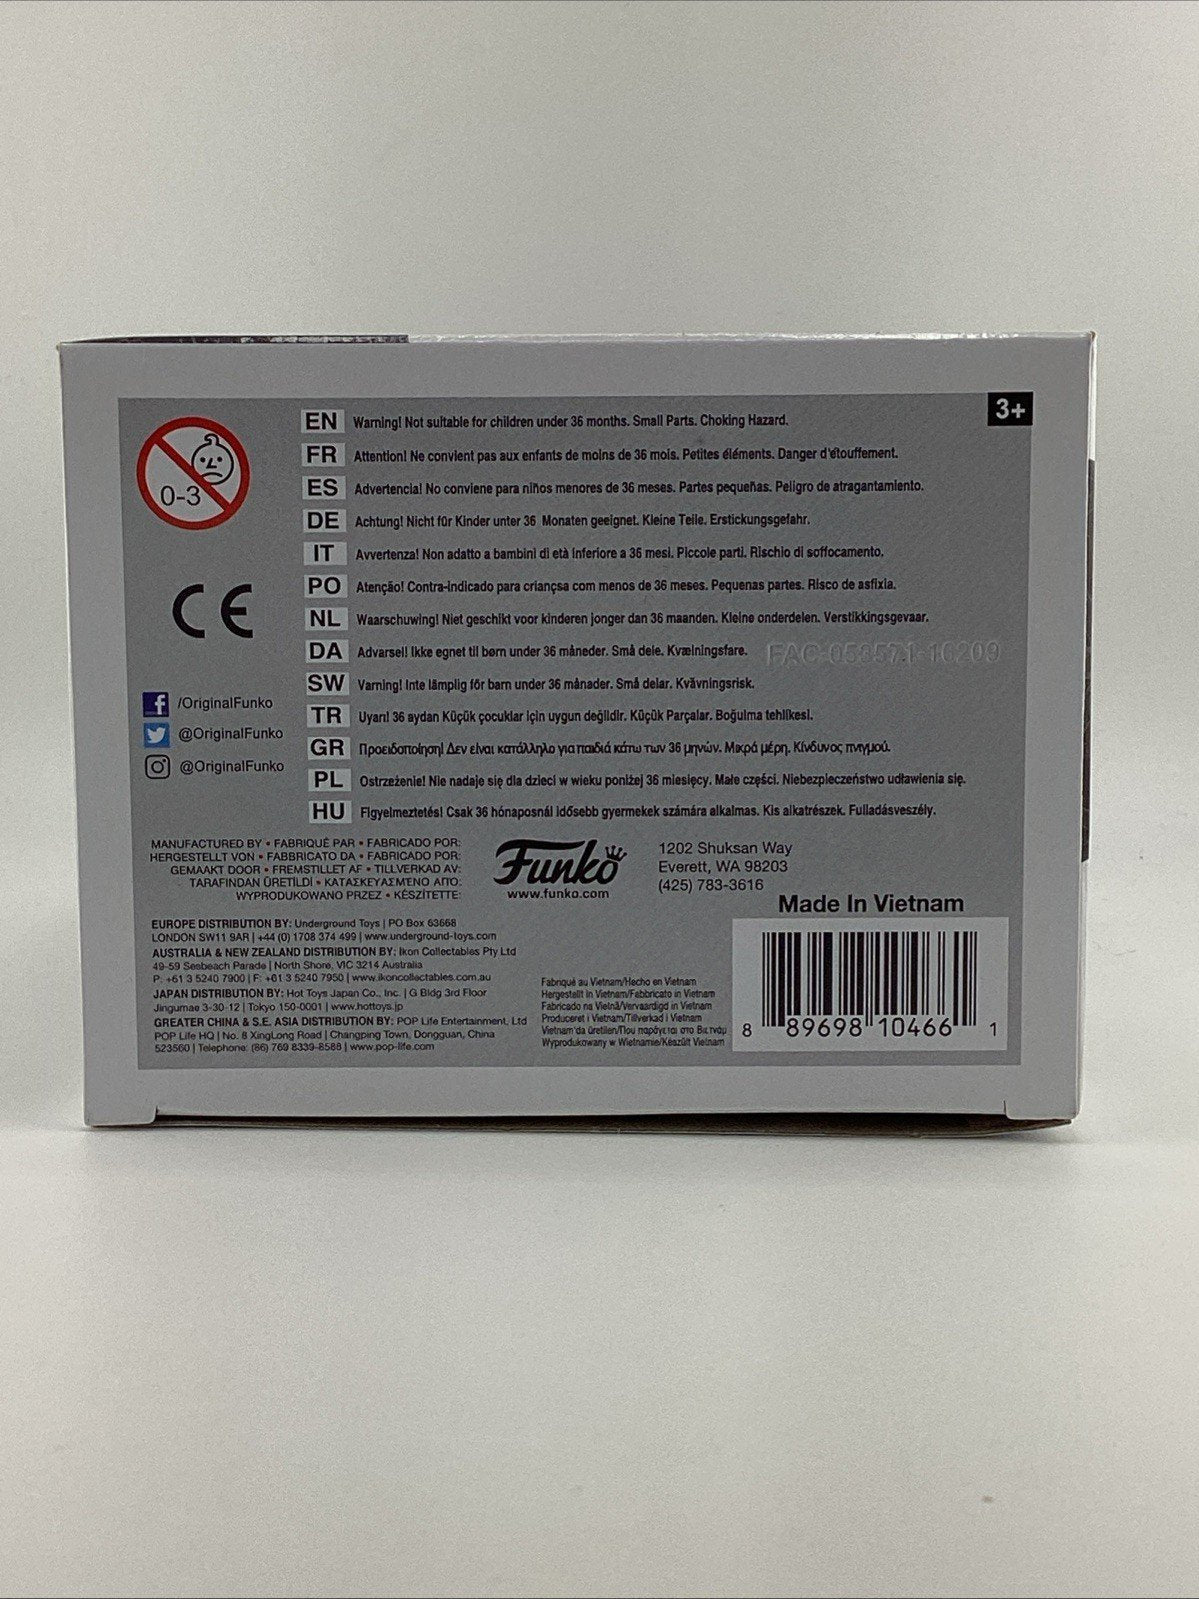 3+
0-3
EN Warning! Not suitable for children under 36 months. Small Parts. Choking Hazard.
FR Attention! Ne convient pas aux enfants de moins de 36 mois. Petites éléments. Danger d'étouffement.
ES Advertencia! No conviene para niños menores de 36 meses. Partes pequeñas. Peligro de atragantamiento.
DE Achtung! Nicht für Kinder unter 36 Monaten geeignet. Kleine Teile. Erstickungsgefahr.
IT Avvertenza! Non adatto a bambini di età inferiore a 36 mesi. Piccole parti. Rischio di soffocamento.
PO Atenção! Contra-indicado para criançsa com menos de 36 meses. Pequenas partes. Risco de asfixia.
NL Waarschuwing! Niet geschikt voor kinderen jonger dan 36 maanden. Kleine onderdelen. Verstikkingsgevaar.
DA Advarsel! Ikke egnet til børn under 36 måneder. Små dele. Kvælningsfare.
FAC-058571-16209
SW Varning! Inte lämplig för barn under 36 månader. Små delar. Kvävningsrisk.
TR Uyarı! 36 aydan Küçük çocuklar için uygun değildir. Küçük Parçalar. Boğulma tehlikesi.
GR Προειδοποίηση! Δεν είναι κατάλληλο για παιδιά κάτω των 36 μηνών. Μικρά μέρη. Κίνδυνος πνιγμού.
PL Ostrzeżenie! Nie nadaje się dla dzieci w wieku poniżej 36 miesięcy. Małe części. Niebezpieczeństwo udławienia się.
HU Figyelmeztetés! Csak 36 hónaposnál idősebb gyermekek számára alkalmas. Kis alkatrészek. Fulladásveszély.
CE
/OriginalFunko
@OriginalFunko
@OriginalFunko
MANUFACTURED BY • FABRIQUÉ PAR • FABRICADO POR:
HERGESTELLT VON • FABBRICATO DA • FABRICADO POR:
GEMAAKT DOOR • FREMSTILLET AF • TILLVERKAD AV:
TARAFINDAN ÜRETİLDİ • ΚΑΤΑΣΚΕΥΑΣΜΕΝΟ ΑΠΟ:
WYPRODUKOWANO PRZEZ • KÉSZÍTETTE:
Funko
www.funko.com
1202 Shuksan Way
Everett, WA 98203
(425) 783-3616
Made In Vietnam
EUROPE DISTRIBUTION BY: Underground Toys | PO Box 63668
LONDON SW11 9AR | +44 (0) 1708 374 499 | www.underground-toys.com
AUSTRALIA & NEW ZEALAND DISTRIBUTION BY: Ikon Collectables Pty Ltd
49-59 Seabeach Parade | North Shore, VIC 3214 Australia
P: +61 3 5240 7900 | F: +61 3 5240 7950 | www.ikoncollectables.com.au
JAPAN DISTRIBUTION BY: Hot Toys Japan Co., Inc. | G Bldg 3rd Floor
Jingumae 3-30-12 | Tokyo 150-0001 | www.hottoys.jp
GREATER CHINA & S.E. ASIA DISTRIBUTION BY: POP Life Entertainment, Ltd
POP Life HQ | No. 8 XingLong Road | Changping Town, Dongguan, China
523560 | Telephone: (86) 769 8339-8588 | www.pop-life.com
Fabriqué au Vietnam/Hecho en Vietnam
Hergestellt in Vietnam/Fabbricato in Vietnam
Fabricado na Vietnã/Vervaardigd in Vietnam
Produceret i Vietnam/Tillverkad i Vietnam
Vietnam'da üretilen/Που παράγεται στο Βιετνάμ
Wyprodukowany w Wietnamie/Készült Vietnam
8 89698 10466 1